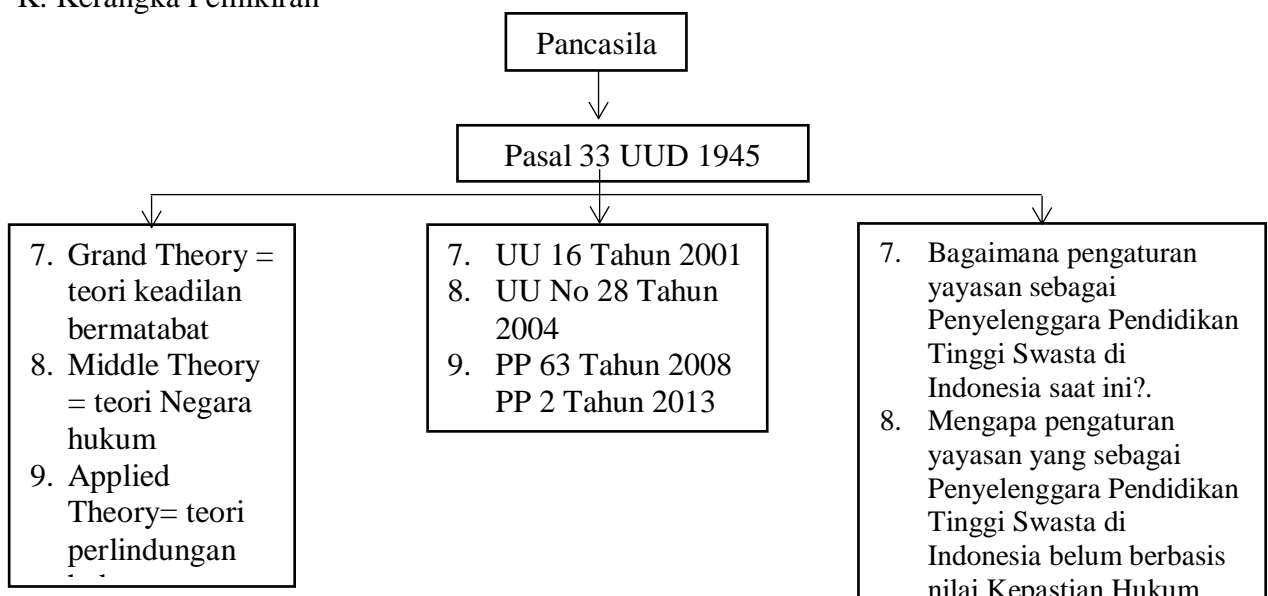 K. Kerangka Pemikiran
Pancasila
Pasal 33 UUD 1945
7. Grand Theory =
teori keadilan
bermatabat
8. Middle Theory
= teori Negara
hukum
9. Applied
Theory= teori
perlindungan
7. UU 16 Tahun 2001
8. UU No 28 Tahun
2004
9. PP 63 Tahun 2008
PP 2 Tahun 2013
7. Bagaimana pengaturan
yayasan sebagai
Penyelenggara Pendidikan
Tinggi Swasta di
Indonesia saat ini?.
8. Mengapa pengaturan
yayasan yang sebagai
Penyelenggara Pendidikan
Tinggi Swasta di
Indonesia belum berbasis
nilai Kepastian Hukum